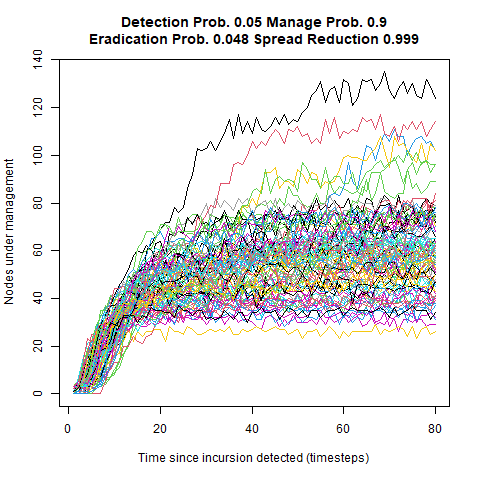 Detection Prob. 0.05 Manage Prob. 0.9
Eradication Prob. 0.048 Spread Reduction 0.999
Nodes under management
140
120
100
80
60
40
20
0
0 20 40 60 80
Time since incursion detected (timesteps)